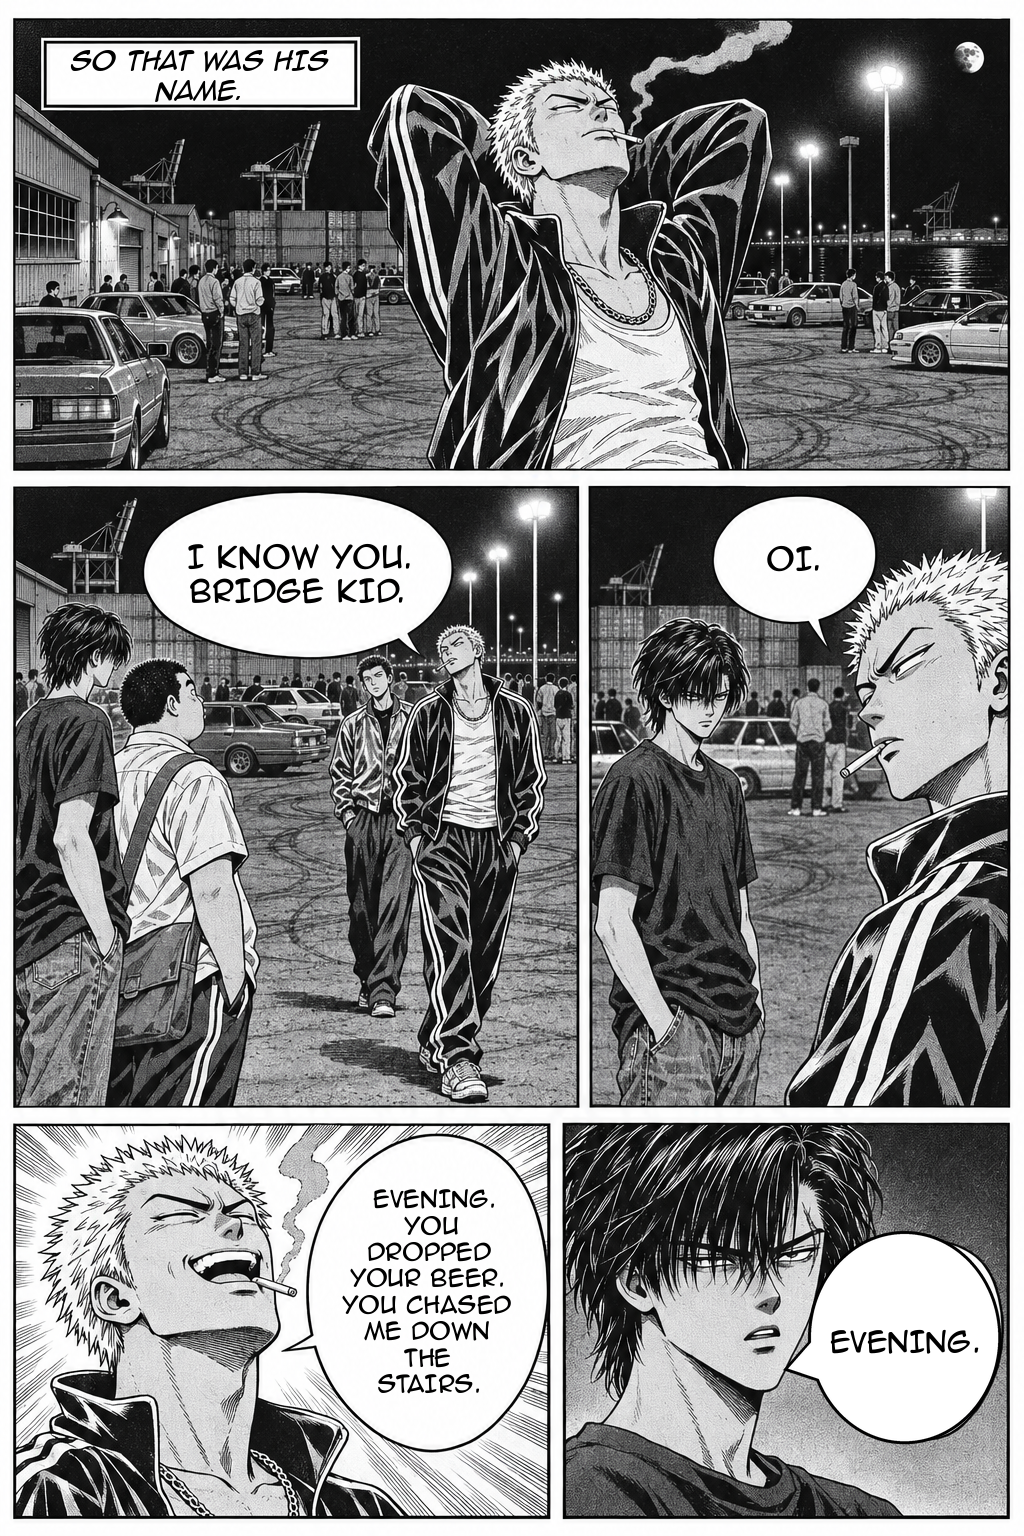 SO THAT WAS HIS
NAME.
OI.
I KNOW YOU.
BRIDGE KID.
EVENING.
EVENING.
YOU
DROPPED
YOUR BEER.
YOU CHASED
ME DOWN
THE
STAIRS.